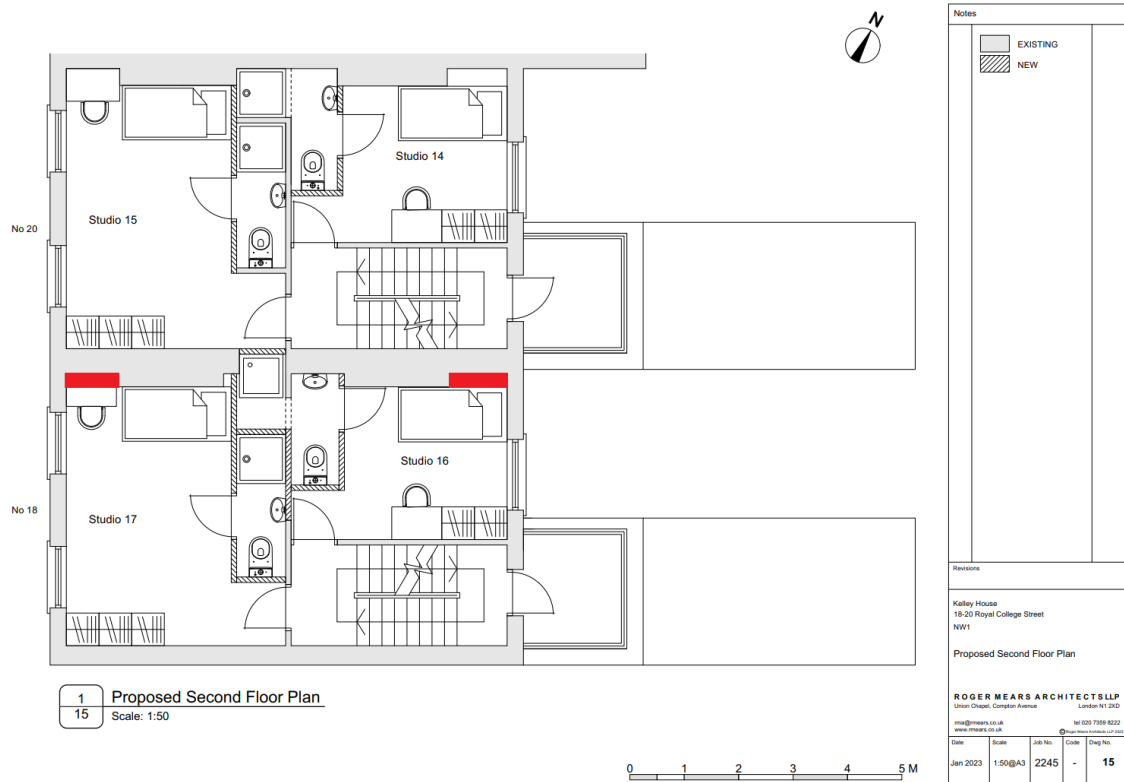 N
Notes
EXISTING
NEW
Studio 14
Studio 15
No 20
Studio 16
Studio 17
No 18
1
15
Proposed Second Floor Plan
Scale: 1:50
0 1 2 3 4 5 M
Revisions
Kelley House
18-20 Royal College Street
NW1
Proposed Second Floor Plan
ROGER MEARS ARCHITECTS LLP
Union Chapel, Compton Avenue London N1 2XD
rma@rmears.co.uk tel 020 7359 8222
www.rmears.co.uk ©Roger Mears Architects LLP
Date Scale Job No. Code Dwg No.
Jan 2023 1:50@A3 2245 - 15